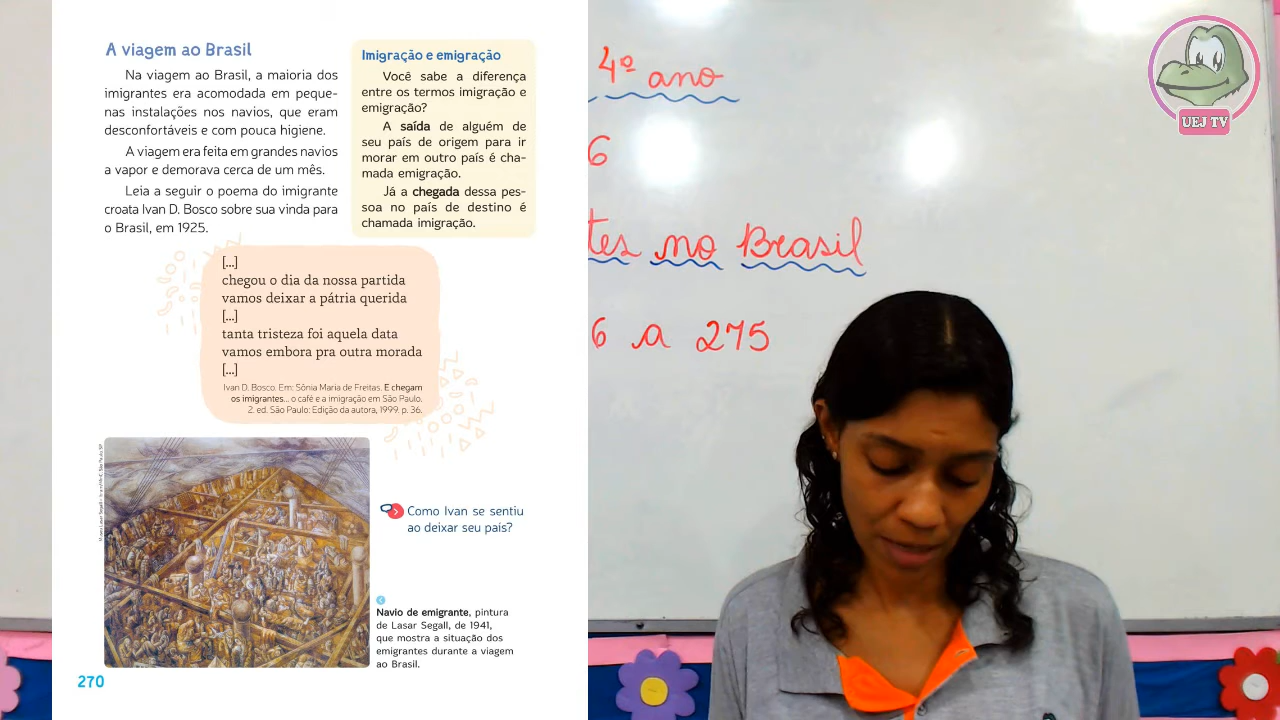 A viagem ao Brasil
Na viagem ao Brasil, a maioria dos
imigrantes era acomodada em peque-
nas instalações nos navios, que eram
desconfortáveis e com pouca higiene.
A viagem era feita em grandes navios
a vapor e demorava cerca de um mês.
Leia a seguir o poema do imigrante
croata Ivan D. Bosco sobre sua vinda para
o Brasil, em 1925.
Imigração e emigração
Você sabe a diferença
entre os termos imigração e
emigração?
A saída de alguém de
seu país de origem para ir
morar em outro país é cha-
mada emigração.
Já a chegada dessa pes-
soa no país de destino é
chamada imigração.
[...]
chegou o dia da nossa partida
vamos deixar a pátria querida
[...]
tanta tristeza foi aquela data
vamos embora pra outra morada
[...]
Ivan D. Bosco. Em: Sônia Maria de Freitas. E chegam
os imigrantes... o café e a imigração em São Paulo.
2. ed. São Paulo: Edição da autora, 1999. p. 36.
Como Ivan se sentiu
ao deixar seu país?
Navio de emigrante, pintura
de Lasar Segall, de 1941,
que mostra a situação dos
emigrantes durante a viagem
ao Brasil.
270
4º ano
6
tes no Brasil
6 a 275
UEJ TV